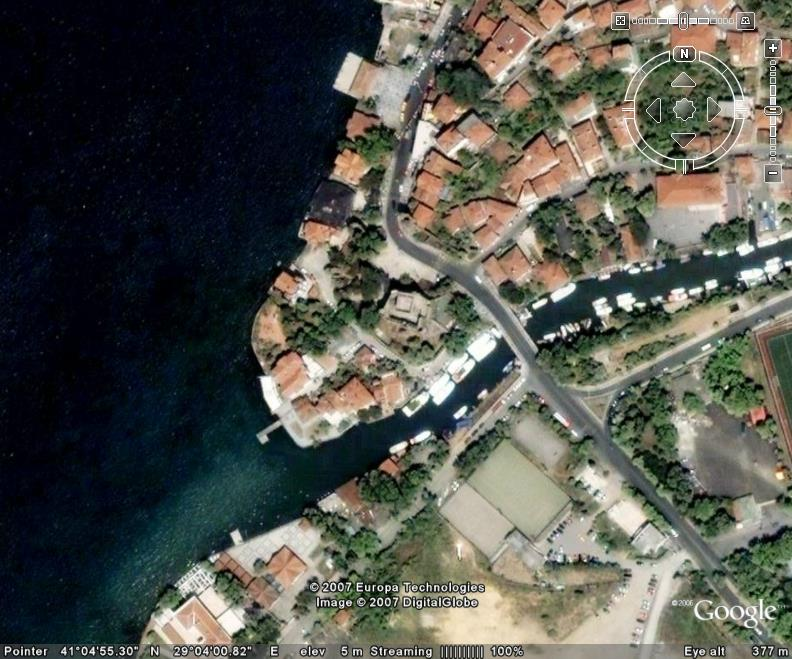 N
© 2007 Europa Technologies
Image © 2007 DigitalGlobe
© 2006 Google™
Pointer 41°04'55.30" N 29°04'00.82" E elev 5 m Streaming |||||||||| 100% Eye alt 377 m